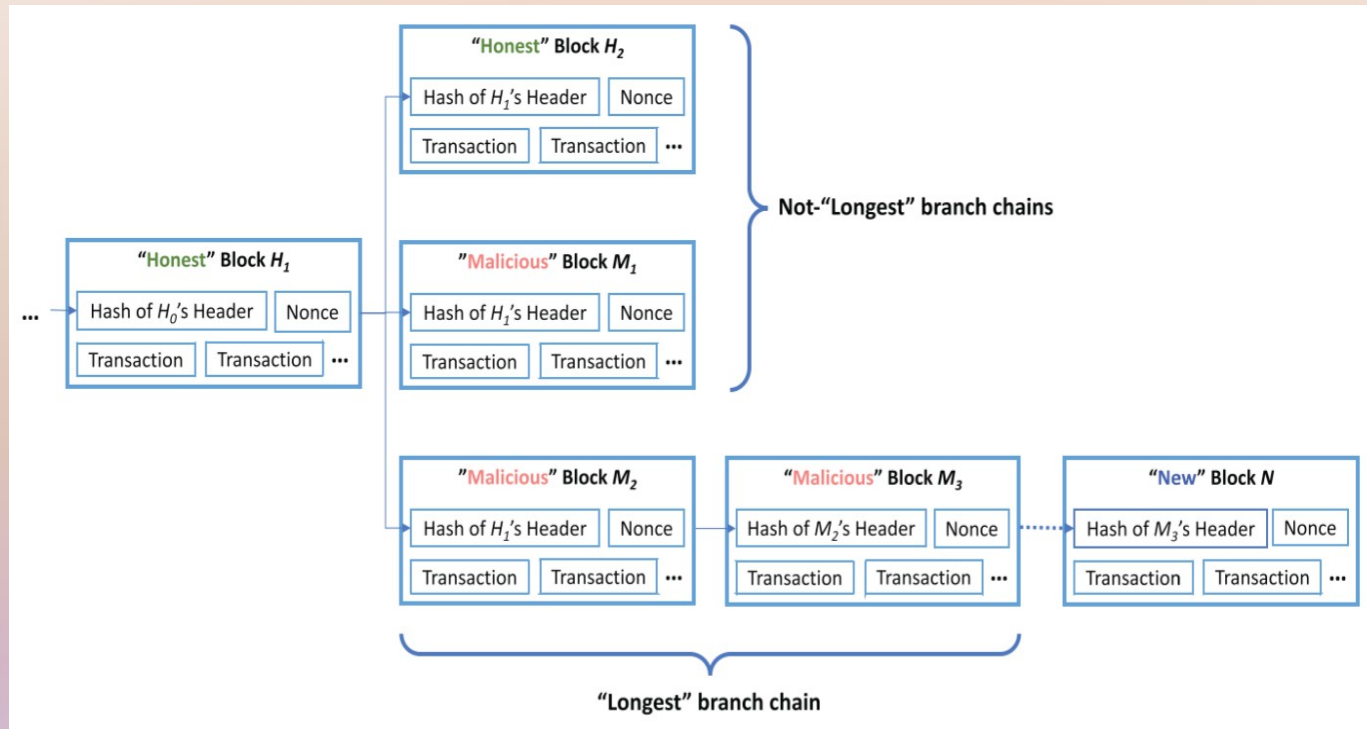 “Honest” Block H₂
Hash of H₁’s Header Nonce
Transaction Transaction ...
Not-“Longest” branch chains
“Honest” Block H₁
... Hash of H₀’s Header Nonce
Transaction Transaction ...
”Malicious” Block M₁
Hash of H₁’s Header Nonce
Transaction Transaction ...
”Malicious” Block M₂
Hash of H₁’s Header Nonce
Transaction Transaction ...
“Malicious” Block M₃
Hash of M₂’s Header Nonce
Transaction Transaction ...
“New” Block N
Hash of M₃’s Header Nonce
Transaction Transaction ...
“Longest” branch chain